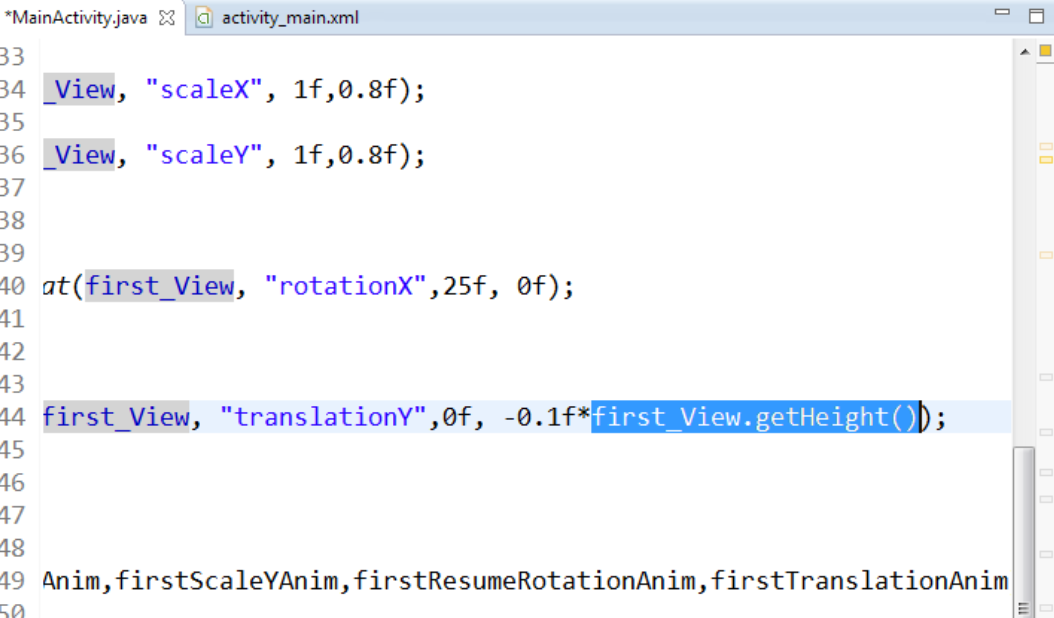 *MainActivity.java activity_main.xml
33
34 _View, "scaleX", 1f,0.8f);
35
36 _View, "scaleY", 1f,0.8f);
37
38
39
40 at(first_View, "rotationX",25f, 0f);
41
42
43
44 first_View, "translationY",0f, -0.1f*first_View.getHeight());
45
46
47
48
49 Anim,firstScaleYAnim,firstResumeRotationAnim,firstTranslationAnim
50